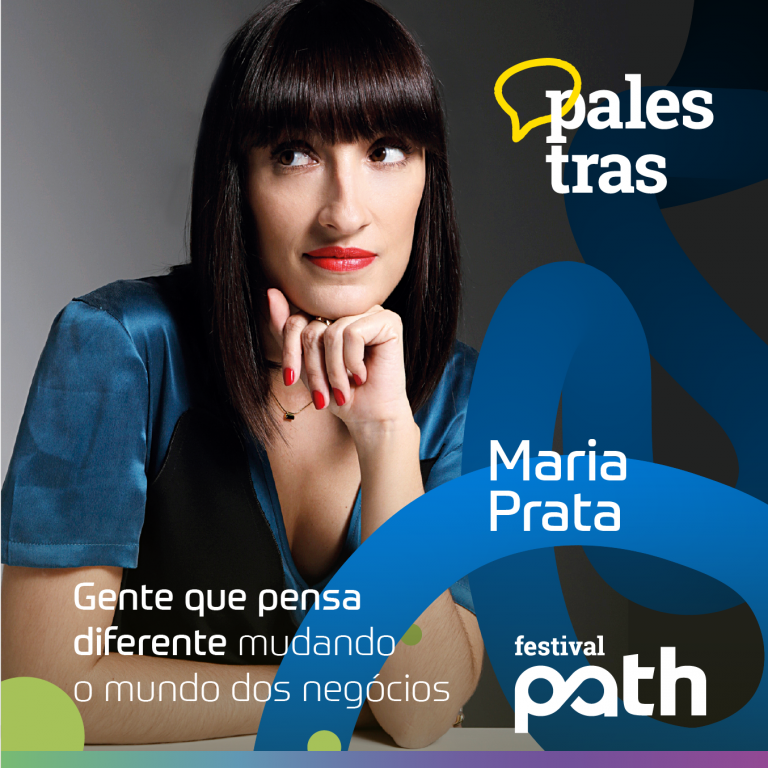 pales
tras
Maria
Prata
Gente que pensa
diferente mudando
o mundo dos negócios
festival
path